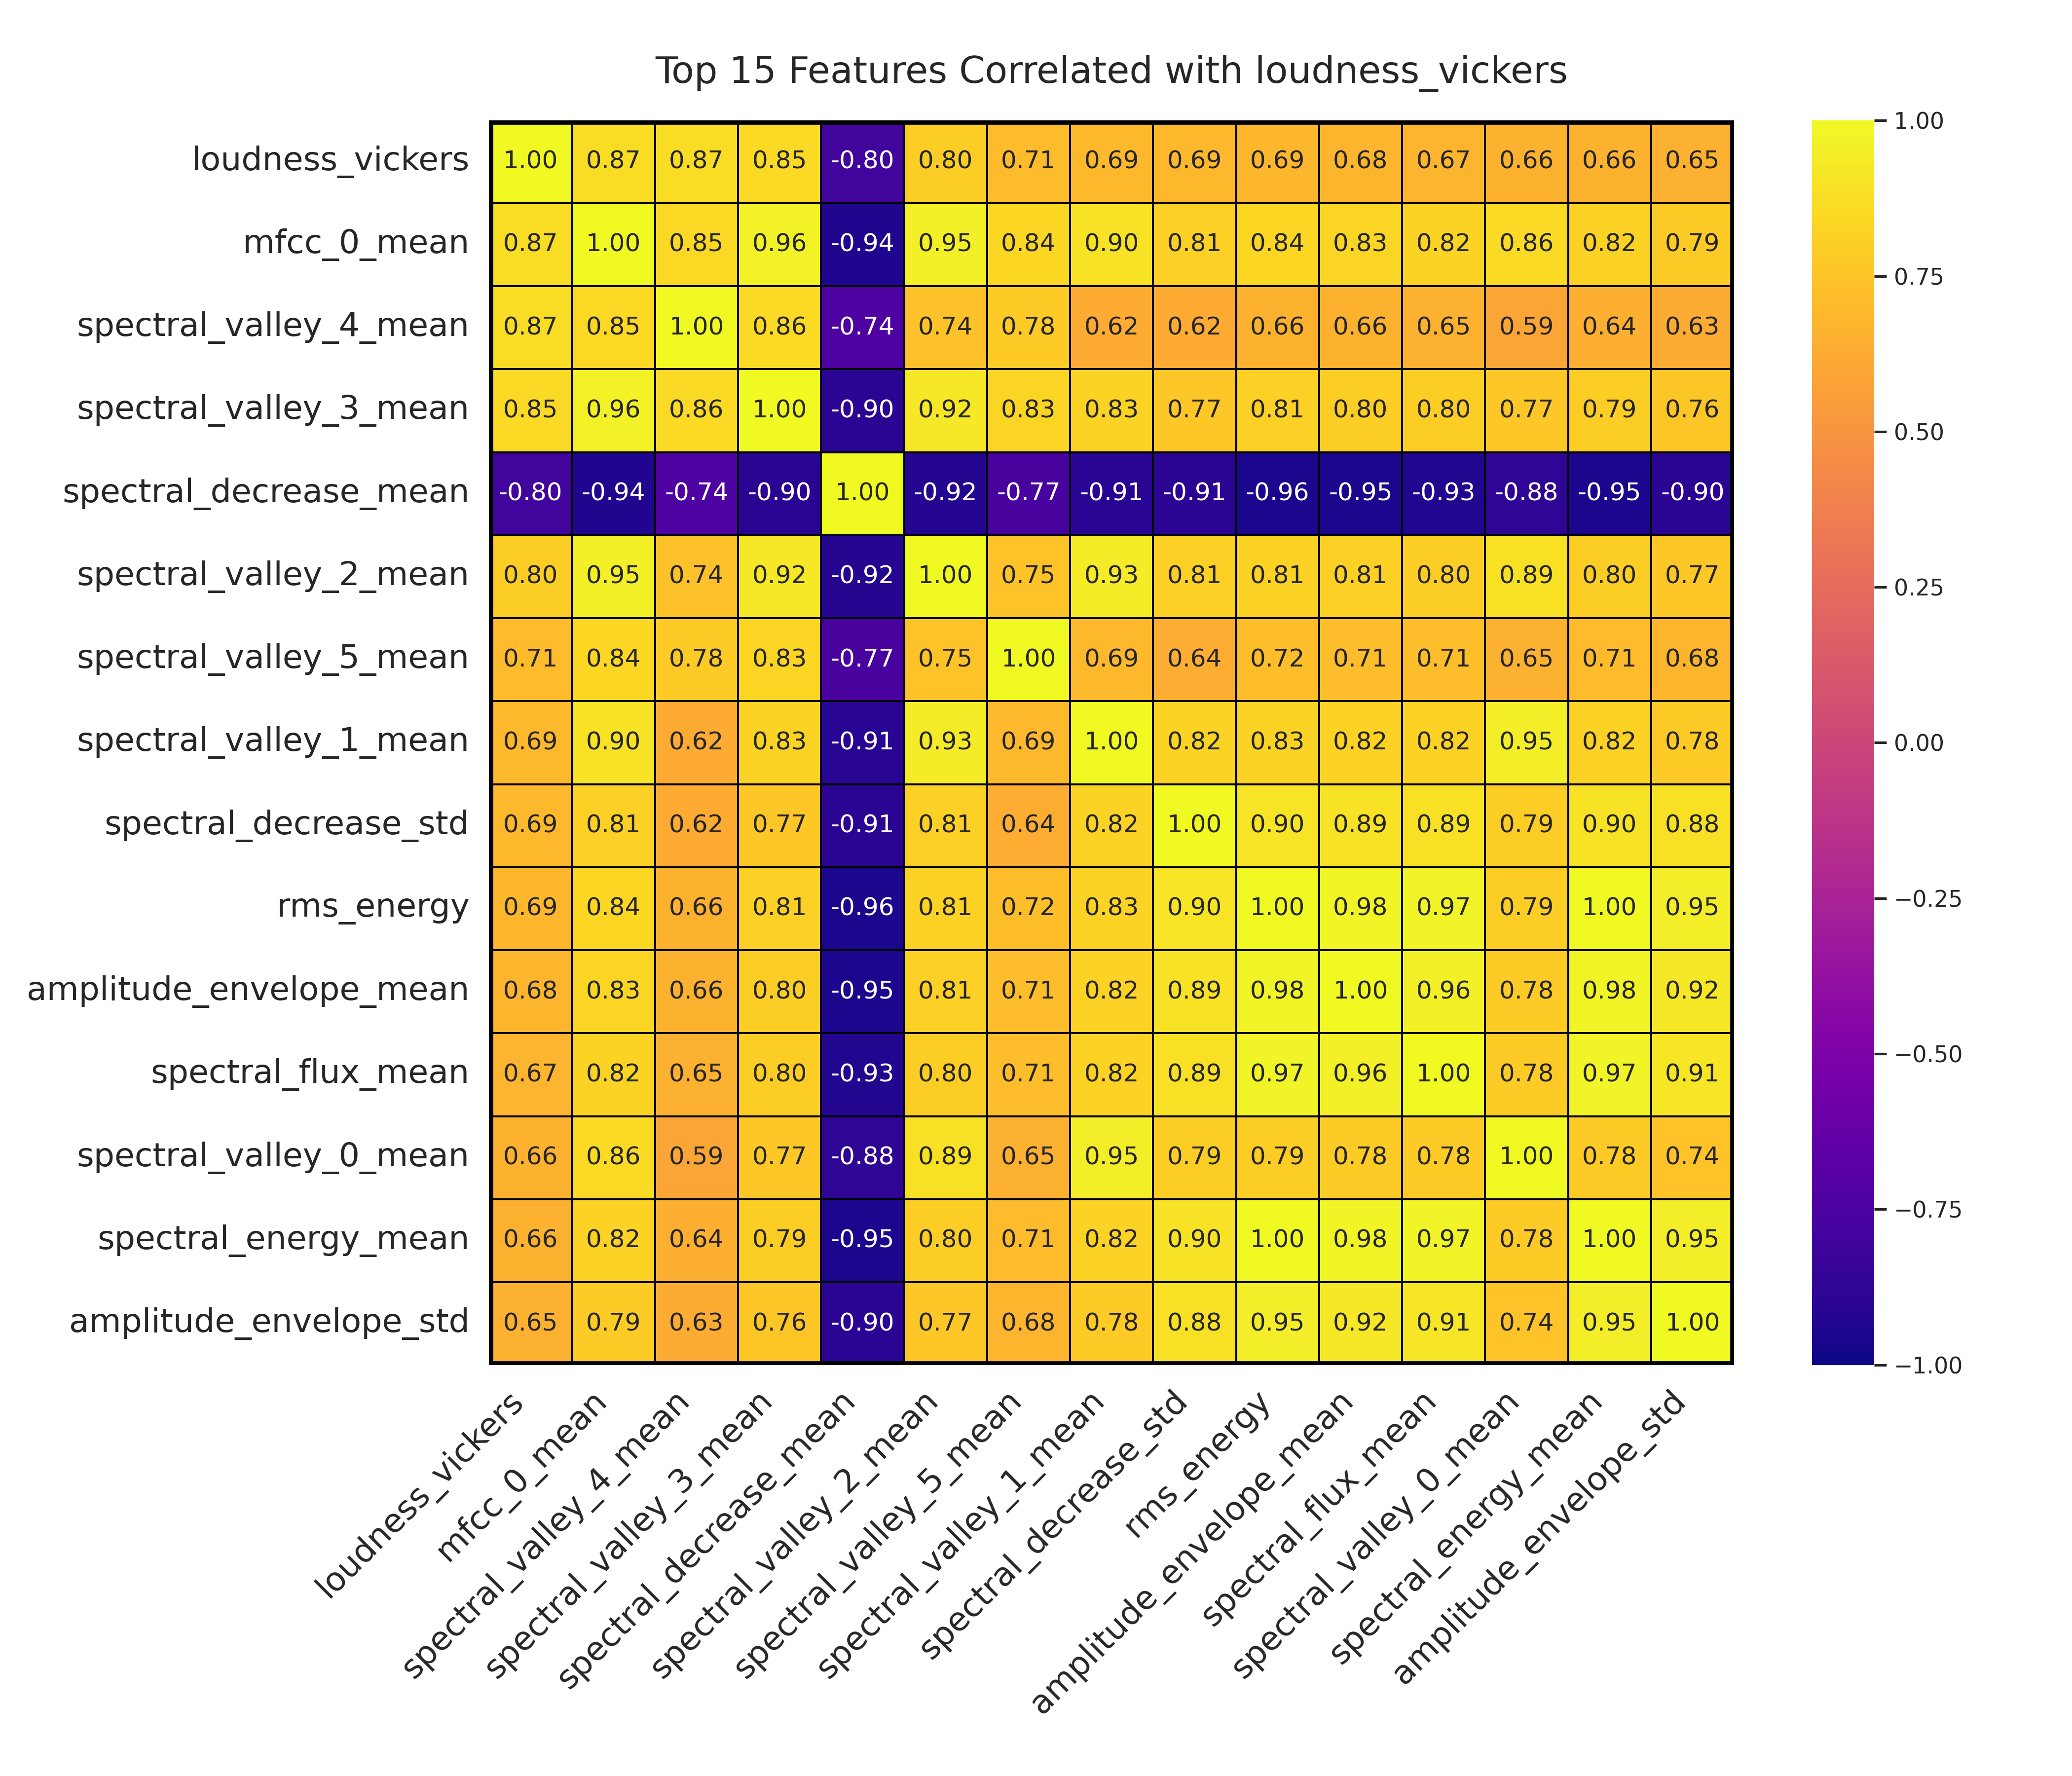 Top 15 Features Correlated with loudness_vickers
loudness_vickers 1.00 0.87 0.87 0.85 -0.80 0.80 0.71 0.69 0.69 0.69 0.68 0.67 0.66 0.66 0.65
mfcc_0_mean 0.87 1.00 0.85 0.96 -0.94 0.95 0.84 0.90 0.81 0.84 0.83 0.82 0.86 0.82 0.79
spectral_valley_4_mean 0.87 0.85 1.00 0.86 -0.74 0.74 0.78 0.62 0.62 0.66 0.66 0.65 0.59 0.64 0.63
spectral_valley_3_mean 0.85 0.96 0.86 1.00 -0.90 0.92 0.83 0.83 0.77 0.81 0.80 0.80 0.77 0.79 0.76
spectral_decrease_mean -0.80 -0.94 -0.74 -0.90 1.00 -0.92 -0.77 -0.91 -0.91 -0.96 -0.95 -0.93 -0.88 -0.95 -0.90
spectral_valley_2_mean 0.80 0.95 0.74 0.92 -0.92 1.00 0.75 0.93 0.81 0.81 0.81 0.80 0.89 0.80 0.77
spectral_valley_5_mean 0.71 0.84 0.78 0.83 -0.77 0.75 1.00 0.69 0.64 0.72 0.71 0.71 0.65 0.71 0.68
spectral_valley_1_mean 0.69 0.90 0.62 0.83 -0.91 0.93 0.69 1.00 0.82 0.83 0.82 0.82 0.95 0.82 0.78
spectral_decrease_std 0.69 0.81 0.62 0.77 -0.91 0.81 0.64 0.82 1.00 0.90 0.89 0.89 0.79 0.90 0.88
rms_energy 0.69 0.84 0.66 0.81 -0.96 0.81 0.72 0.83 0.90 1.00 0.98 0.97 0.79 1.00 0.95
amplitude_envelope_mean 0.68 0.83 0.66 0.80 -0.95 0.81 0.71 0.82 0.89 0.98 1.00 0.96 0.78 0.98 0.92
spectral_flux_mean 0.67 0.82 0.65 0.80 -0.93 0.80 0.71 0.82 0.89 0.97 0.96 1.00 0.78 0.97 0.91
spectral_valley_0_mean 0.66 0.86 0.59 0.77 -0.88 0.89 0.65 0.95 0.79 0.79 0.78 0.78 1.00 0.78 0.74
spectral_energy_mean 0.66 0.82 0.64 0.79 -0.95 0.80 0.71 0.82 0.90 1.00 0.98 0.97 0.78 1.00 0.95
amplitude_envelope_std 0.65 0.79 0.63 0.76 -0.90 0.77 0.68 0.78 0.88 0.95 0.92 0.91 0.74 0.95 1.00
loudness_vickers
mfcc_0_mean
spectral_valley_4_mean
spectral_valley_3_mean
spectral_decrease_mean
spectral_valley_2_mean
spectral_valley_5_mean
spectral_valley_1_mean
spectral_decrease_std
rms_energy
amplitude_envelope_mean
spectral_flux_mean
spectral_valley_0_mean
spectral_energy_mean
amplitude_envelope_std
1.00
0.75
0.50
0.25
0.00
−0.25
−0.50
−0.75
−1.00